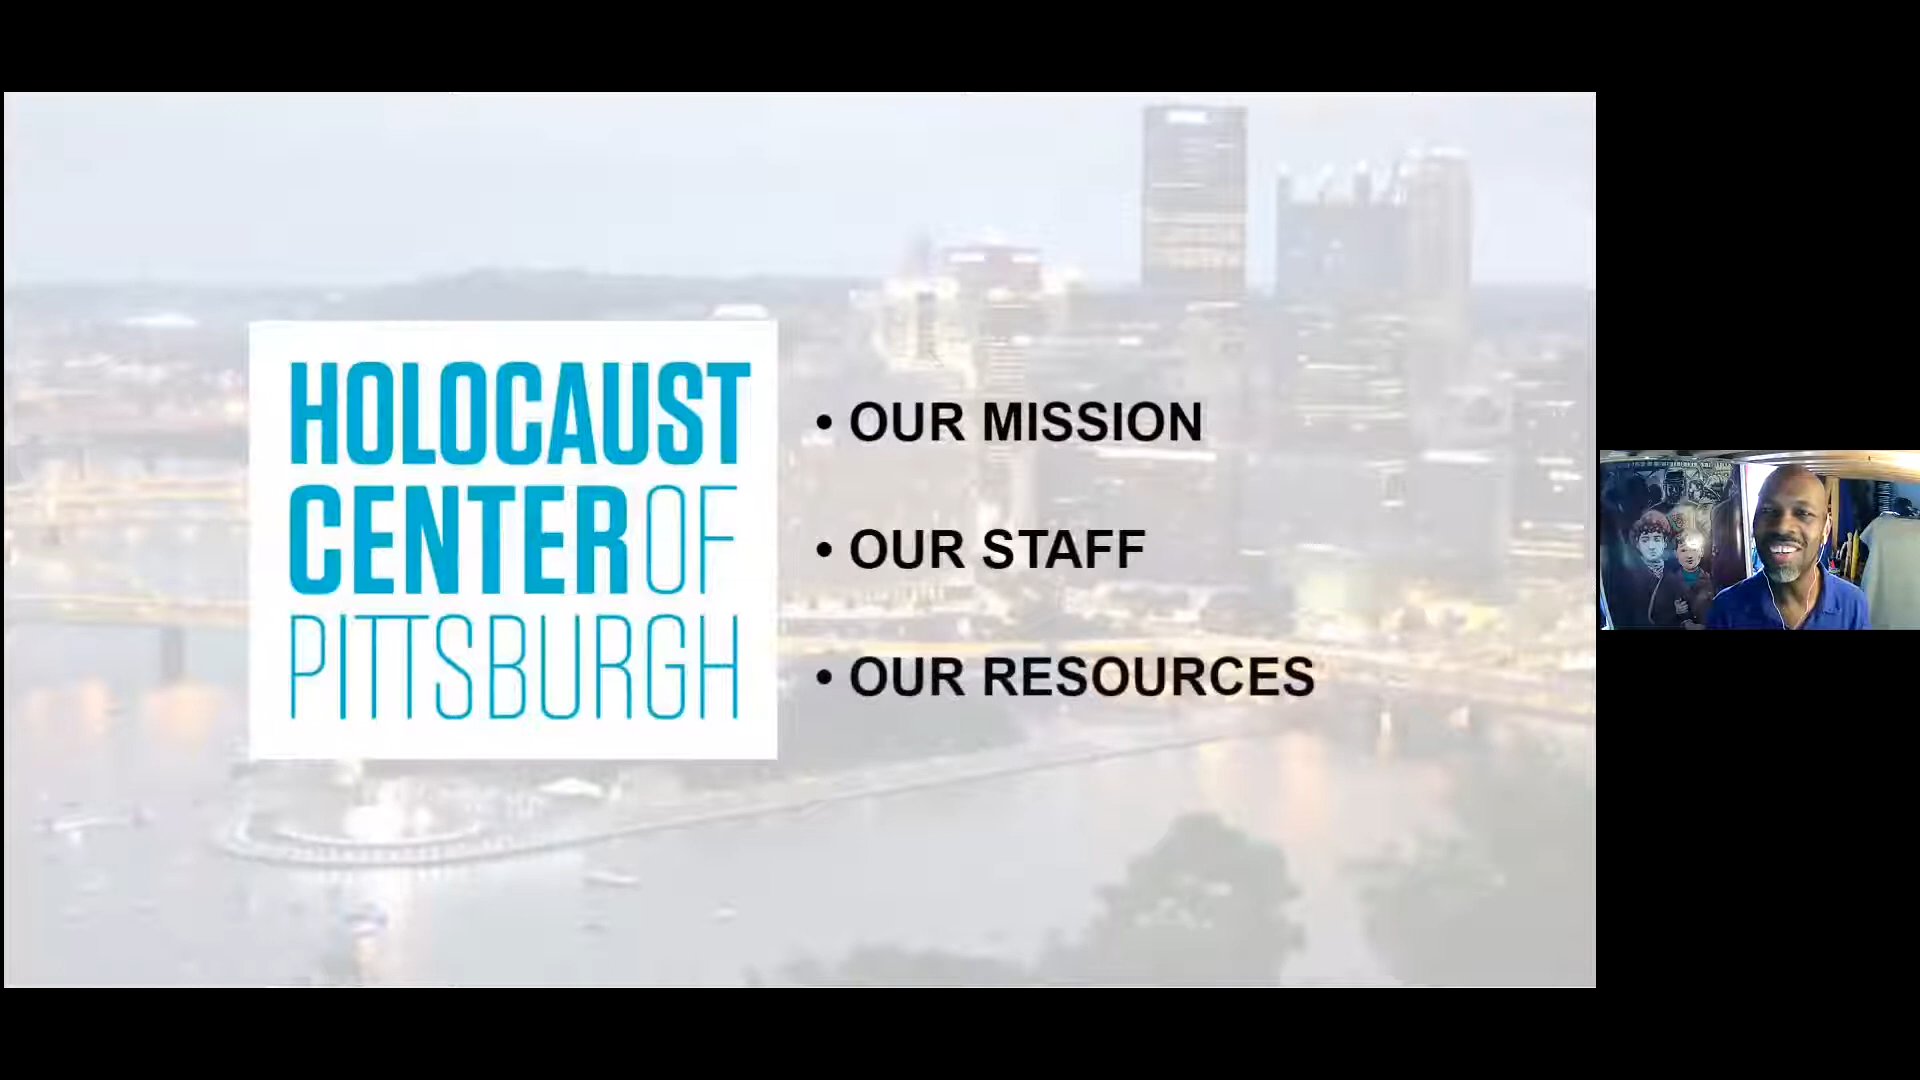 HOLOCAUST
CENTER OF
PITTSBURGH
• OUR MISSION
• OUR STAFF
• OUR RESOURCES